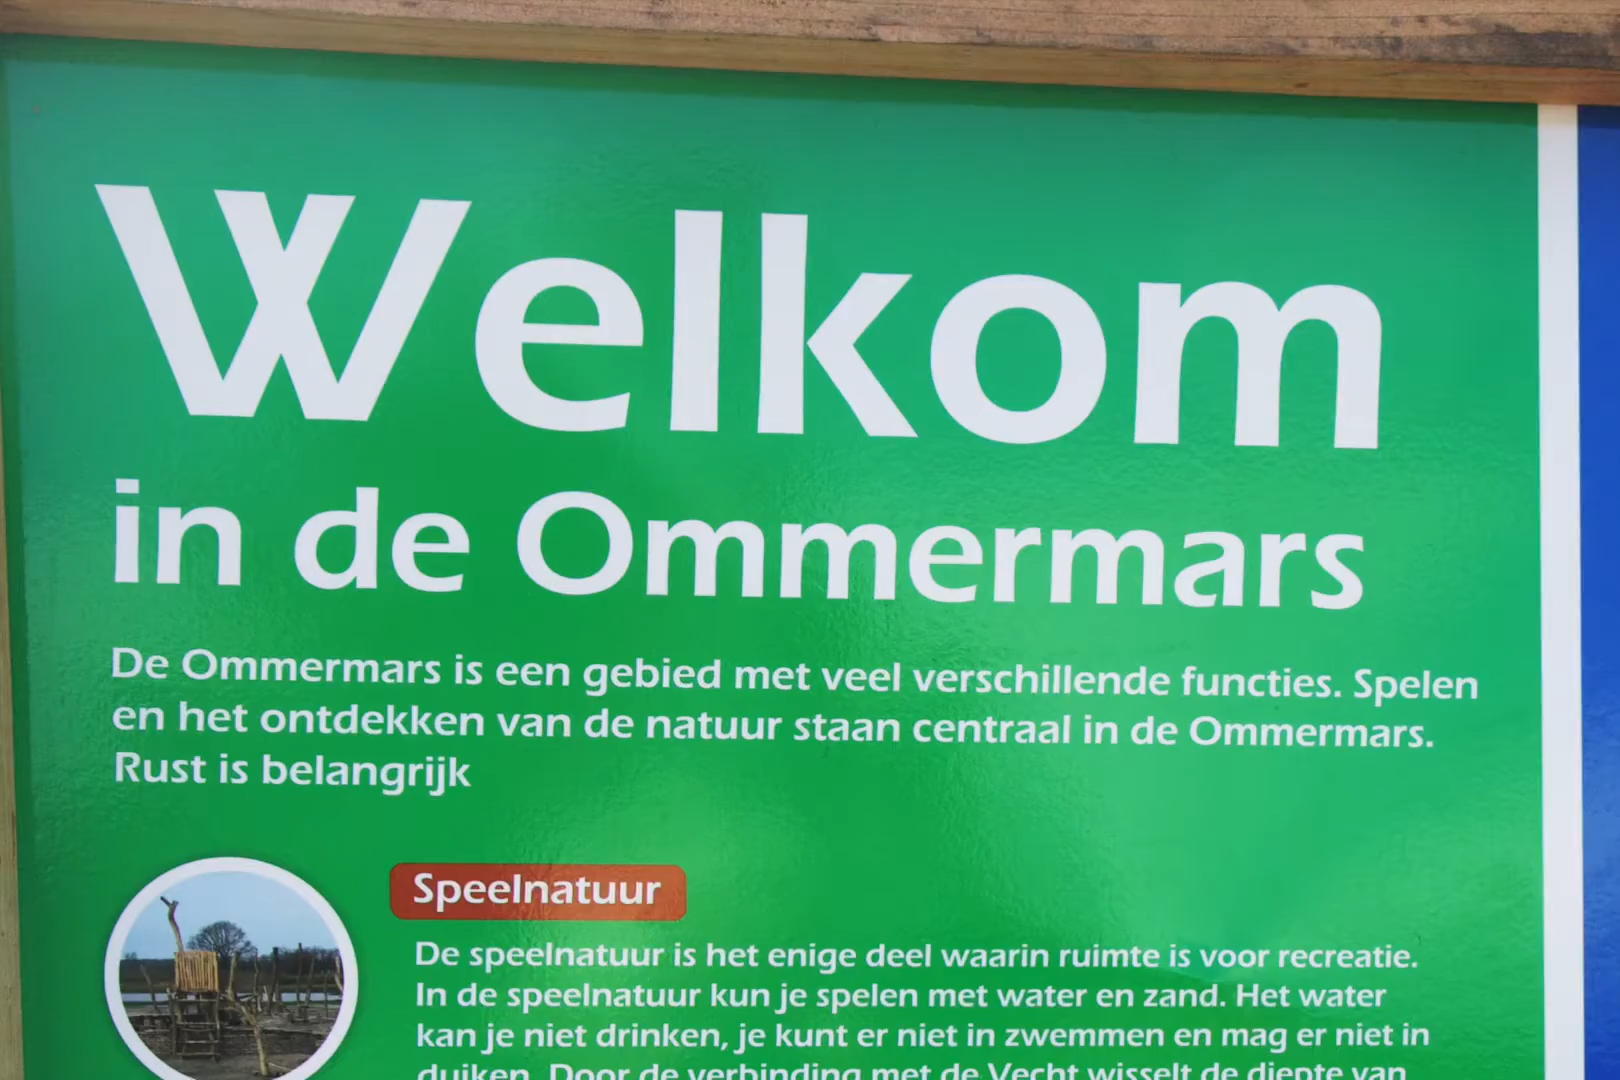 Welkom
in de Ommermars
De Ommermars is een gebied met veel verschillende functies. Spelen
en het ontdekken van de natuur staan centraal in de Ommermars.
Rust is belangrijk
Speelnatuur
De speelnatuur is het enige deel waarin ruimte is voor recreatie.
In de speelnatuur kun je spelen met water en zand. Het water
kan je niet drinken, je kunt er niet in zwemmen en mag er niet in
duiken. Door de verbinding met de Vecht wisselt de diepte van